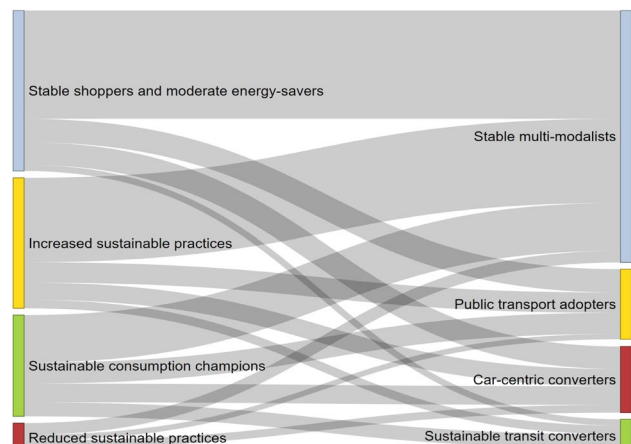 Stable shoppers and moderate energy-savers
Stable multi-modalists
Increased sustainable practices
Public transport adopters
Sustainable consumption champions
Car-centric converters
Reduced sustainable practices
Sustainable transit converters